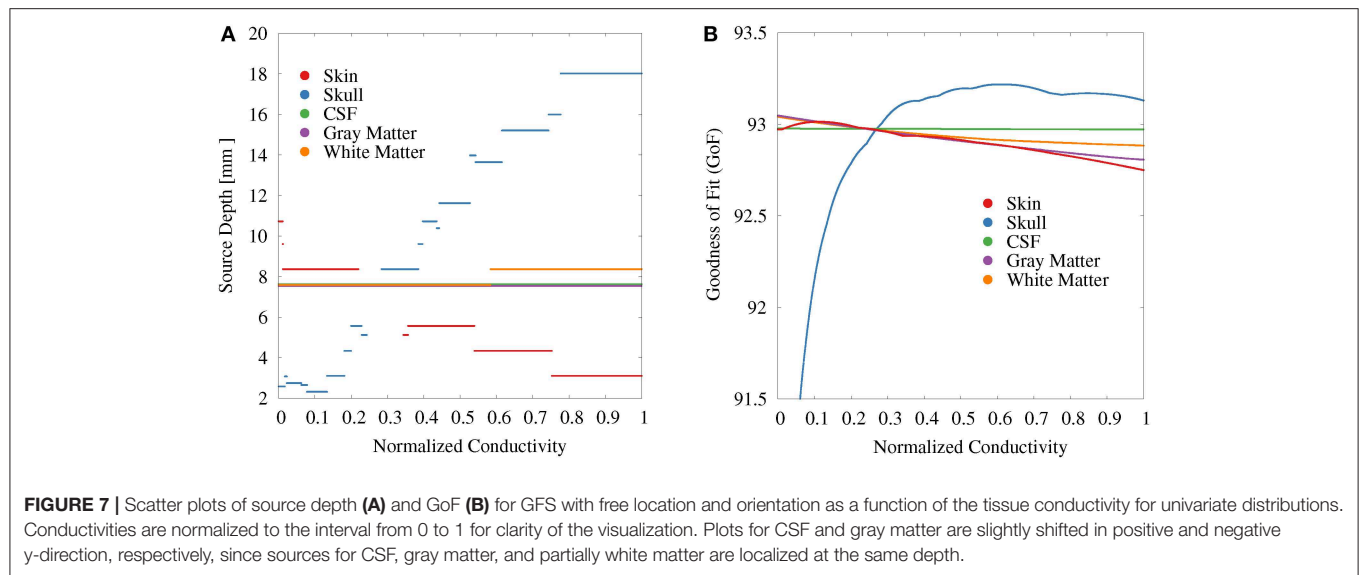 A
20
18
16
14
12
10
8
6
4
2
Source Depth [mm]
Skin
Skull
CSF
Gray Matter
White Matter
0 0.1 0.2 0.3 0.4 0.5 0.6 0.7 0.8 0.9 1
Normalized Conductivity
B
93.5
93
92.5
92
91.5
Goodness of Fit (GoF)
Skin
Skull
CSF
Gray Matter
White Matter
0 0.1 0.2 0.3 0.4 0.5 0.6 0.7 0.8 0.9 1
Normalized Conductivity
FIGURE 7 | Scatter plots of source depth (A) and GoF (B) for GFS with free location and orientation as a function of the tissue conductivity for univariate distributions.
Conductivities are normalized to the interval from 0 to 1 for clarity of the visualization. Plots for CSF and gray matter are slightly shifted in positive and negative
y-direction, respectively, since sources for CSF, gray matter, and partially white matter are localized at the same depth.